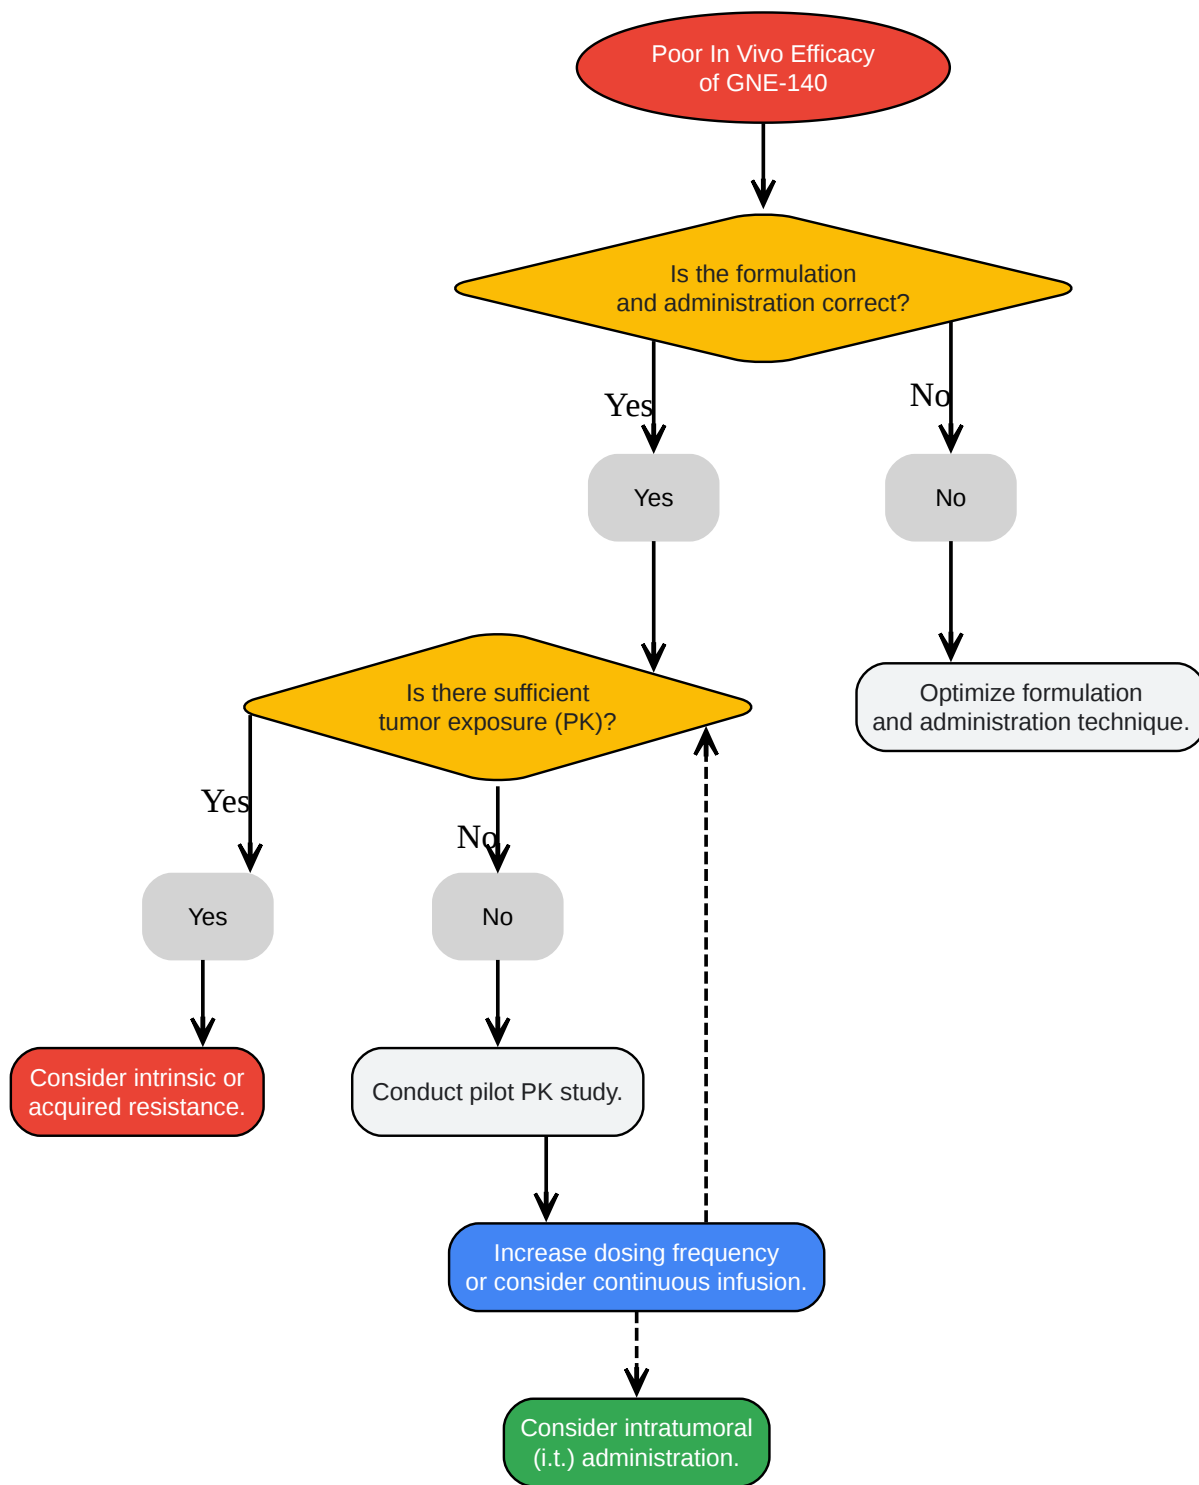 Poor In Vivo Efficacy
of GNE-140
Is the formulation
and administration correct?
Yes
No
Yes
No
Is there sufficient
tumor exposure (PK)?
Optimize formulation
and administration technique.
Yes
No
Yes
No
Consider intrinsic or
acquired resistance.
Conduct pilot PK study.
Increase dosing frequency
or consider continuous infusion.
Consider intratumoral
(i.t.) administration.